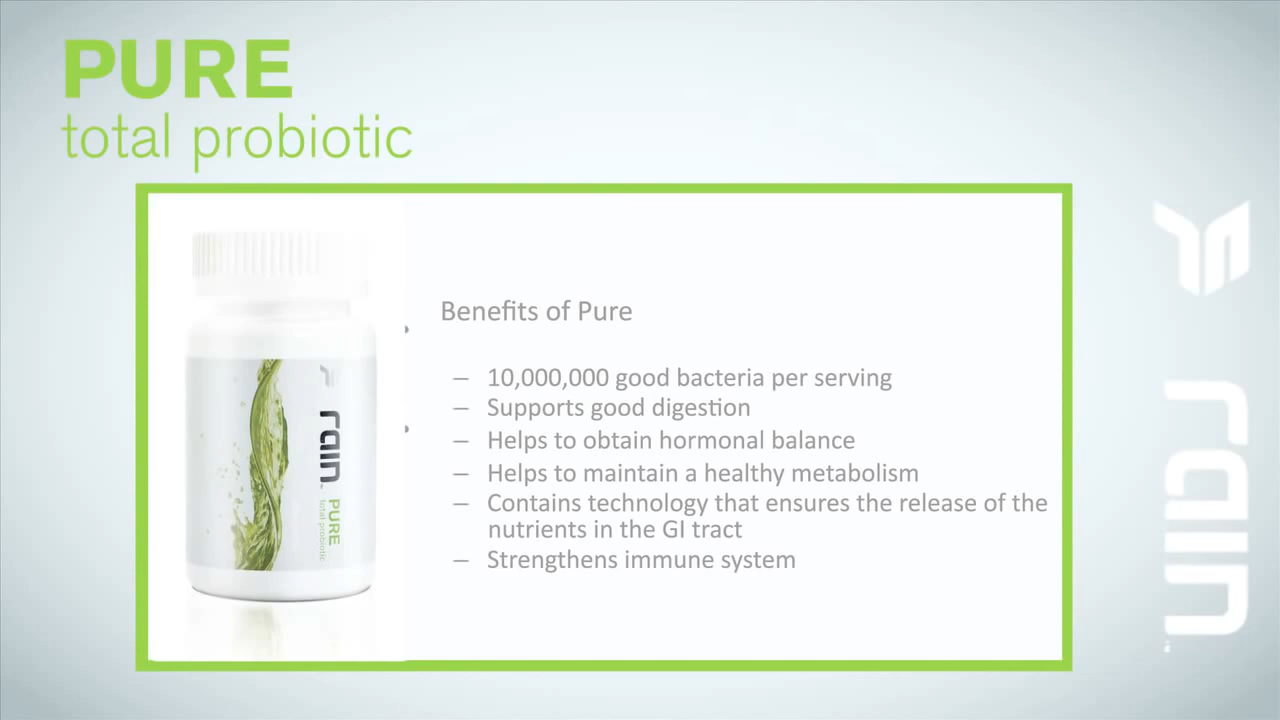 PURE
total probiotic
Benefits of Pure
– 10,000,000 good bacteria per serving
– Supports good digestion
– Helps to obtain hormonal balance
– Helps to maintain a healthy metabolism
– Contains technology that ensures the release of the
nutrients in the GI tract
– Strengthens immune system
rain™
PURE
total probiotic
rain™